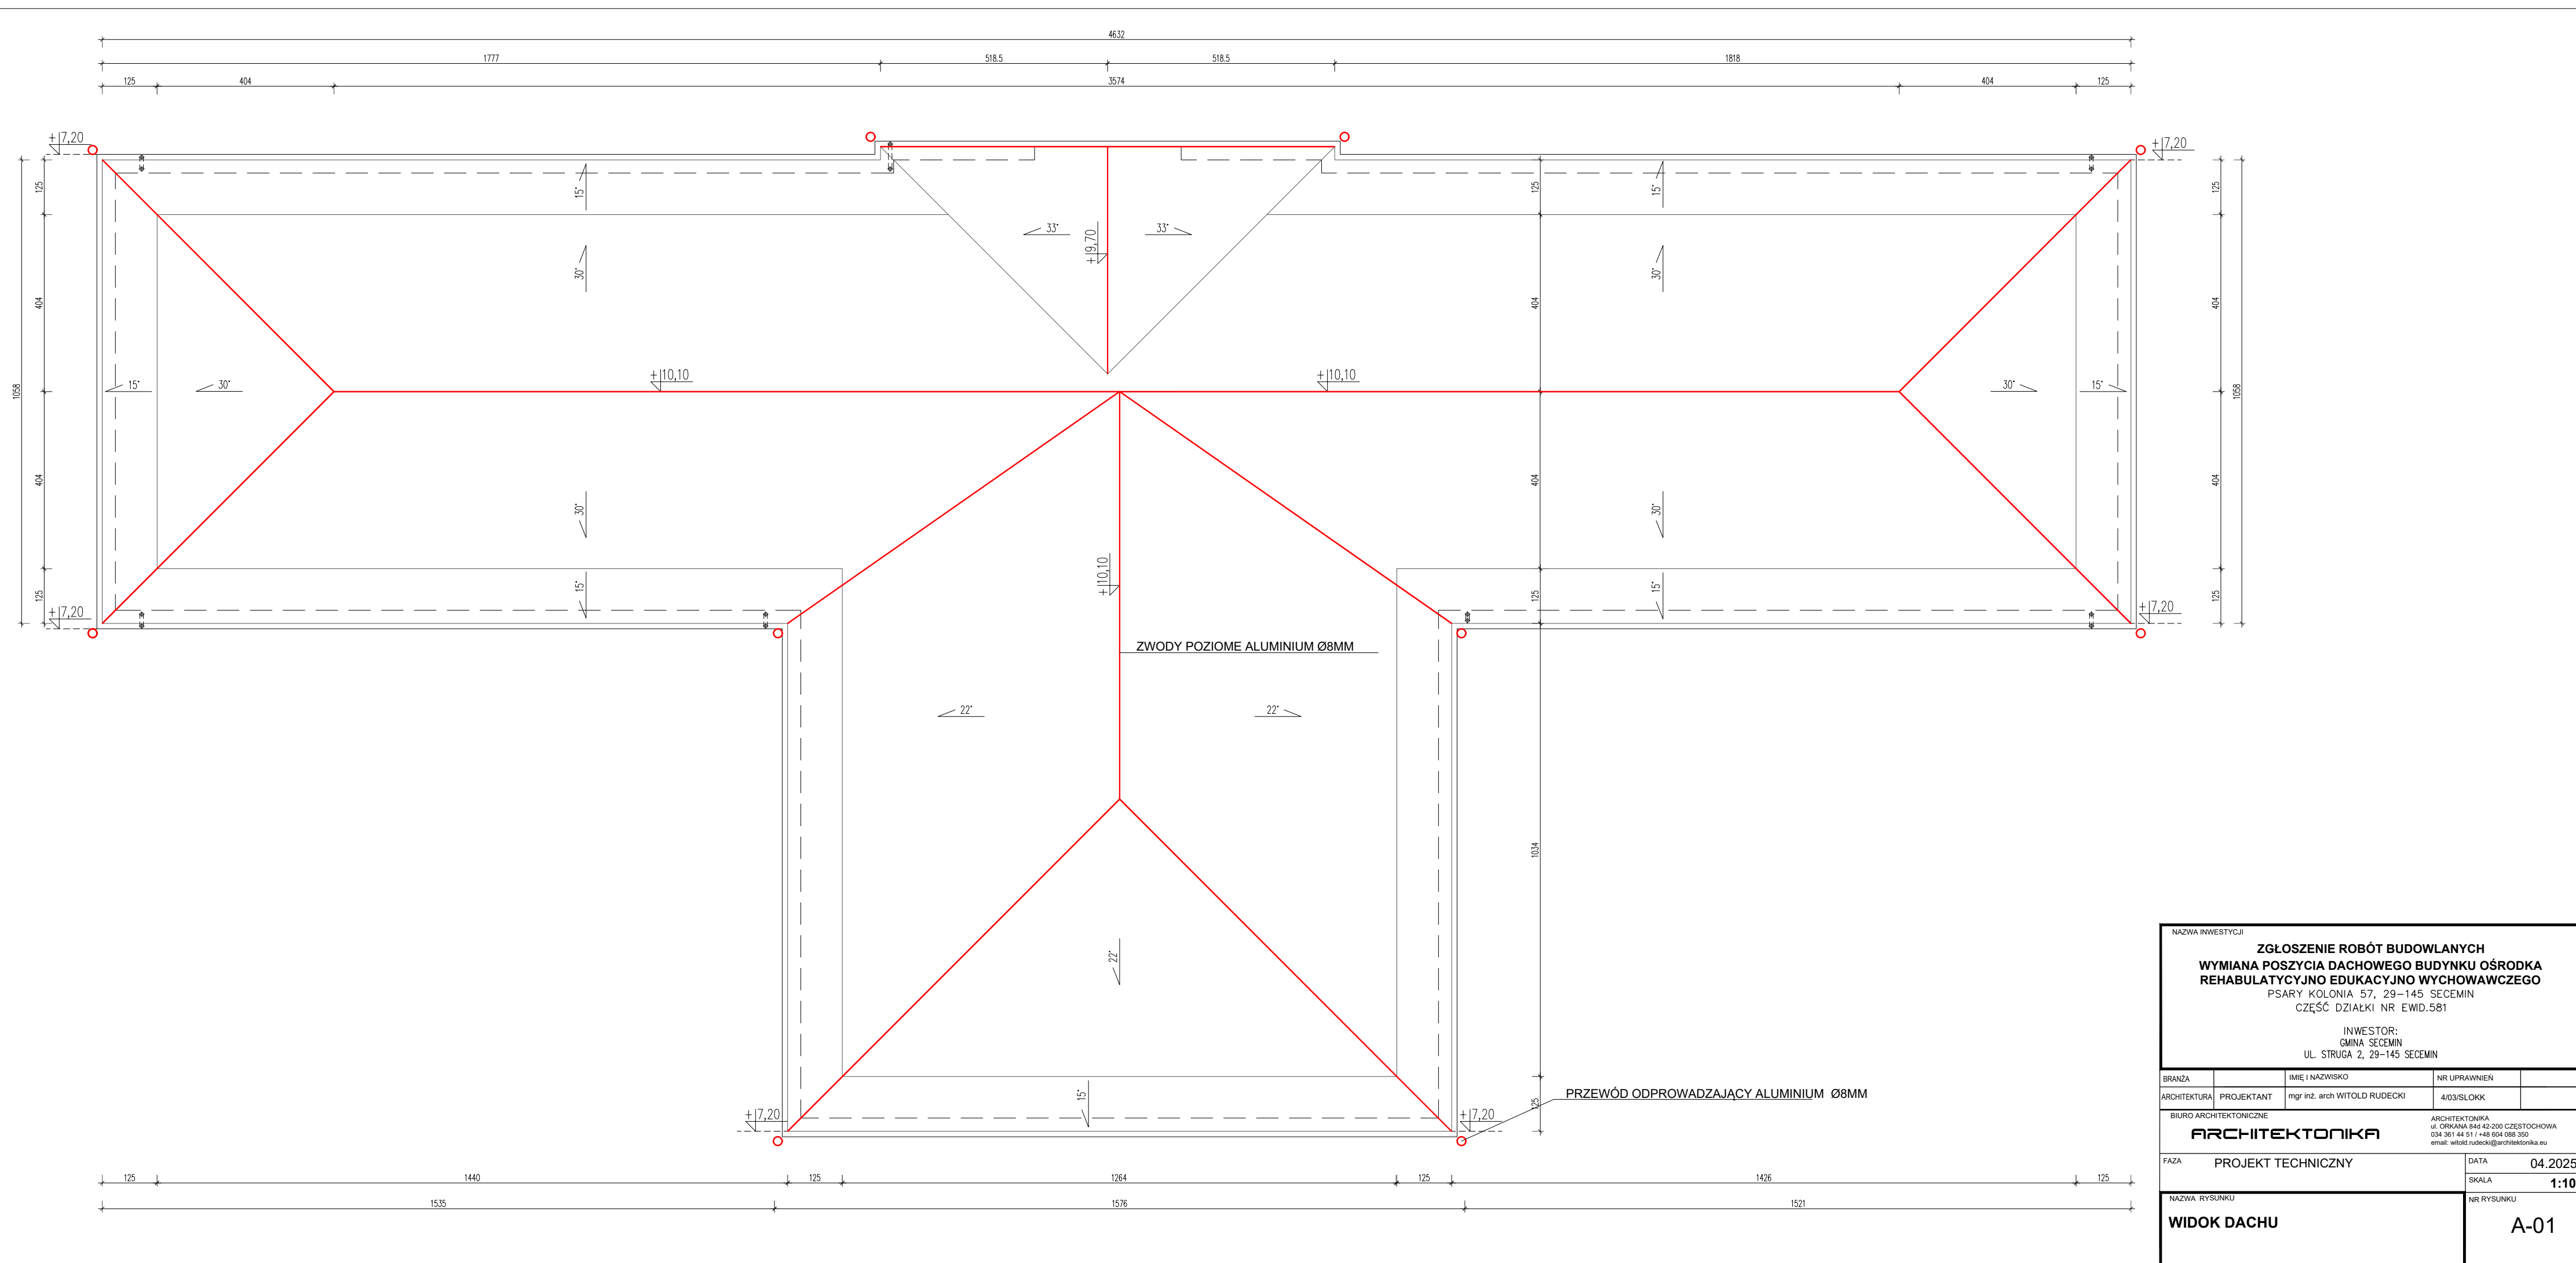 4632
1777 518.5 518.5 1818
125 404 3574 404 125
+|7,20
+|7,20
125
15°
125
15°
125
33°
33°
+|9,70
30°
404
30°
404
404
1058
15°
30°
+|10,10
+|10,10
30°
15°
1058
404
30°
404
30°
404
125
15°
+|10,10
125
15°
125
+|7,20
+|7,20
ZWODY POZIOME ALUMINIUM Ø8MM
22°
22°
1034
22°
15°
125
+|7,20
+|7,20
PRZEWÓD ODPROWADZAJĄCY ALUMINIUM Ø8MM
125 1440 125 1264 125 1426 125
1535 1576 1521
NAZWA INWESTYCJI
ZGŁOSZENIE ROBÓT BUDOWLANYCH
WYMIANA POSZYCIA DACHOWEGO BUDYNKU OŚRODKA
REHABULATYCYJNO EDUKACYJNO WYCHOWAWCZEGO
PSARY KOLONIA 57, 29-145 SECEMIN
CZĘŚĆ DZIAŁKI NR EWID.581
INWESTOR:
GMINA SECEMIN
UL. STRUGA 2, 29-145 SECEMIN
BRANŻA IMIĘ I NAZWISKO NR UPRAWNIEŃ
ARCHITEKTURA PROJEKTANT mgr inż. arch WITOLD RUDECKI 4/03/SLOKK
BIURO ARCHITEKTONICZNE
ARCHITEKTONIKA
ARCHITEKTONIKA
ul. ORKANA 84d 42-200 CZĘSTOCHOWA
034 361 44 51 / +48 604 088 350
email: witold.rudecki@architektonika.eu
FAZA PROJEKT TECHNICZNY
DATA 04.2025
SKALA 1:10
NAZWA RYSUNKU
WIDOK DACHU
NR RYSUNKU
A-01